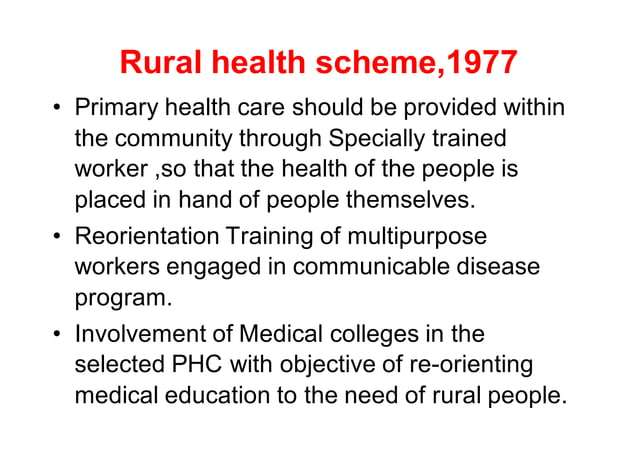 Rural health scheme,1977
• Primary health care should be provided within
the community through Specially trained
worker ,so that the health of the people is
placed in hand of people themselves.
• Reorientation Training of multipurpose
workers engaged in communicable disease
program.
• Involvement of Medical colleges in the
selected PHC with objective of re-orienting
medical education to the need of rural people.